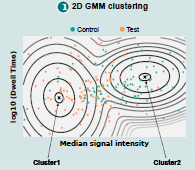 1 2D GMM clustering
Control Test
log10 (Dwell Time)
Median signal intensity
Cluster1 Cluster2